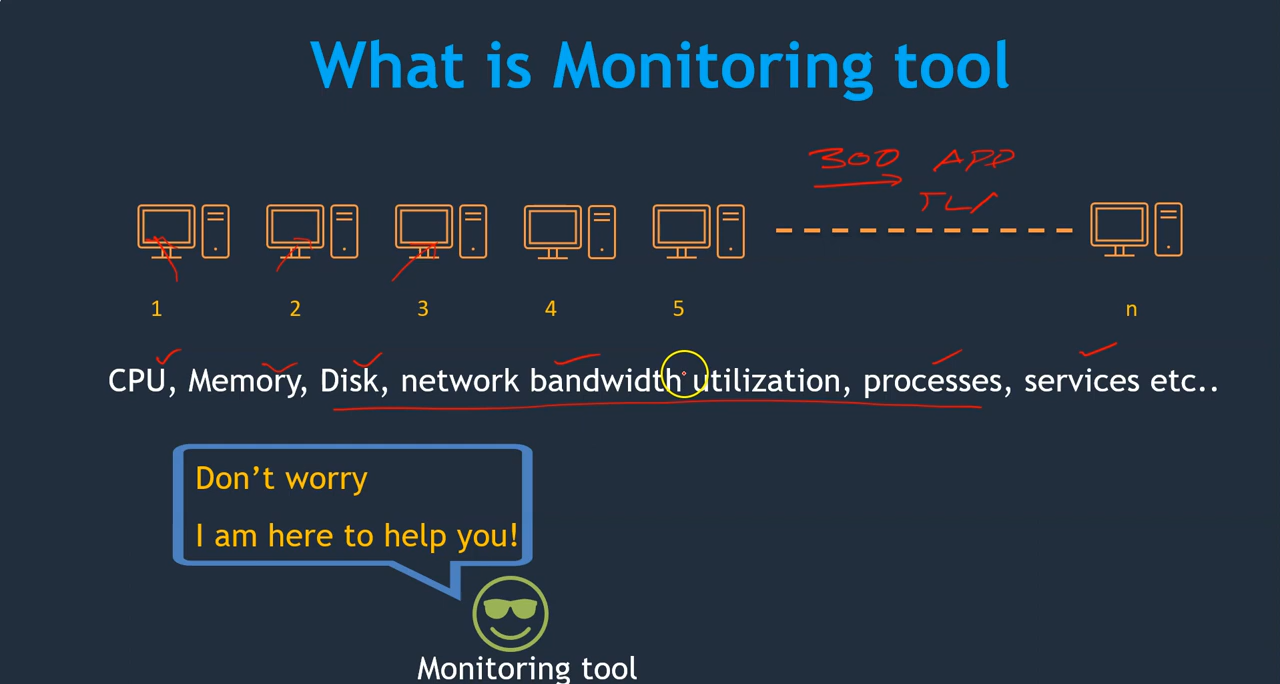 What is Monitoring tool
300 APP
1 2 3 4 5 n
CPU, Memory, Disk, network bandwidth utilization, processes, services etc..
Don't worry
I am here to help you!
Monitoring tool